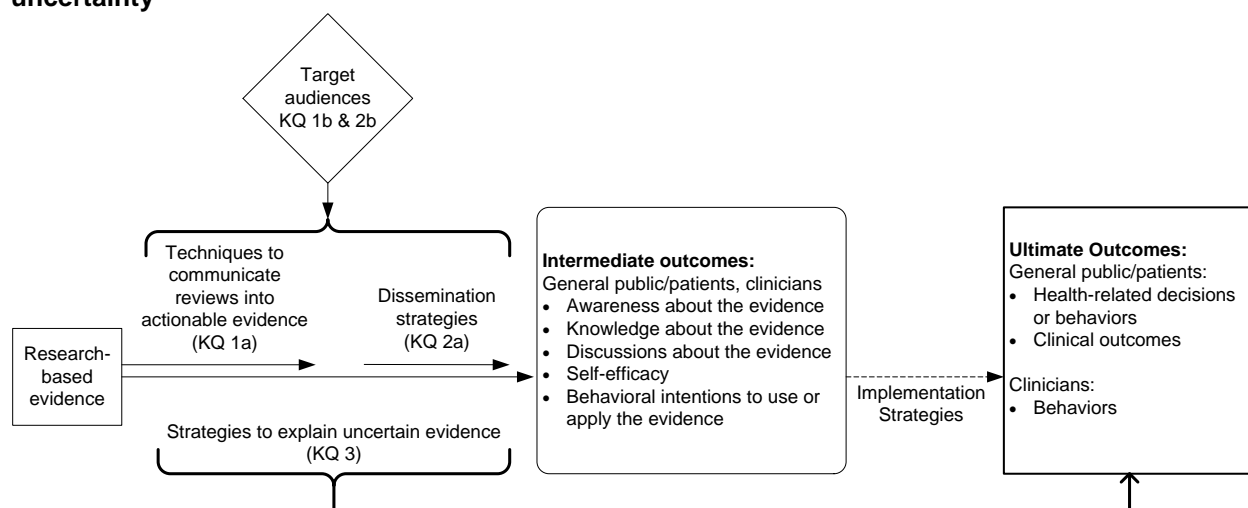 uncertainty
Target
audiences
KQ 1b & 2b
Techniques to
communicate
reviews into
actionable evidence
(KQ 1a)
Dissemination
strategies
(KQ 2a)
Research-
based
evidence
Strategies to explain uncertain evidence
(KQ 3)
Intermediate outcomes:
General public/patients, clinicians
• Awareness about the evidence
• Knowledge about the evidence
• Discussions about the evidence
• Self-efficacy
• Behavioral intentions to use or
apply the evidence
Implementation
Strategies
Ultimate Outcomes:
General public/patients:
• Health-related decisions
or behaviors
• Clinical outcomes
Clinicians:
• Behaviors